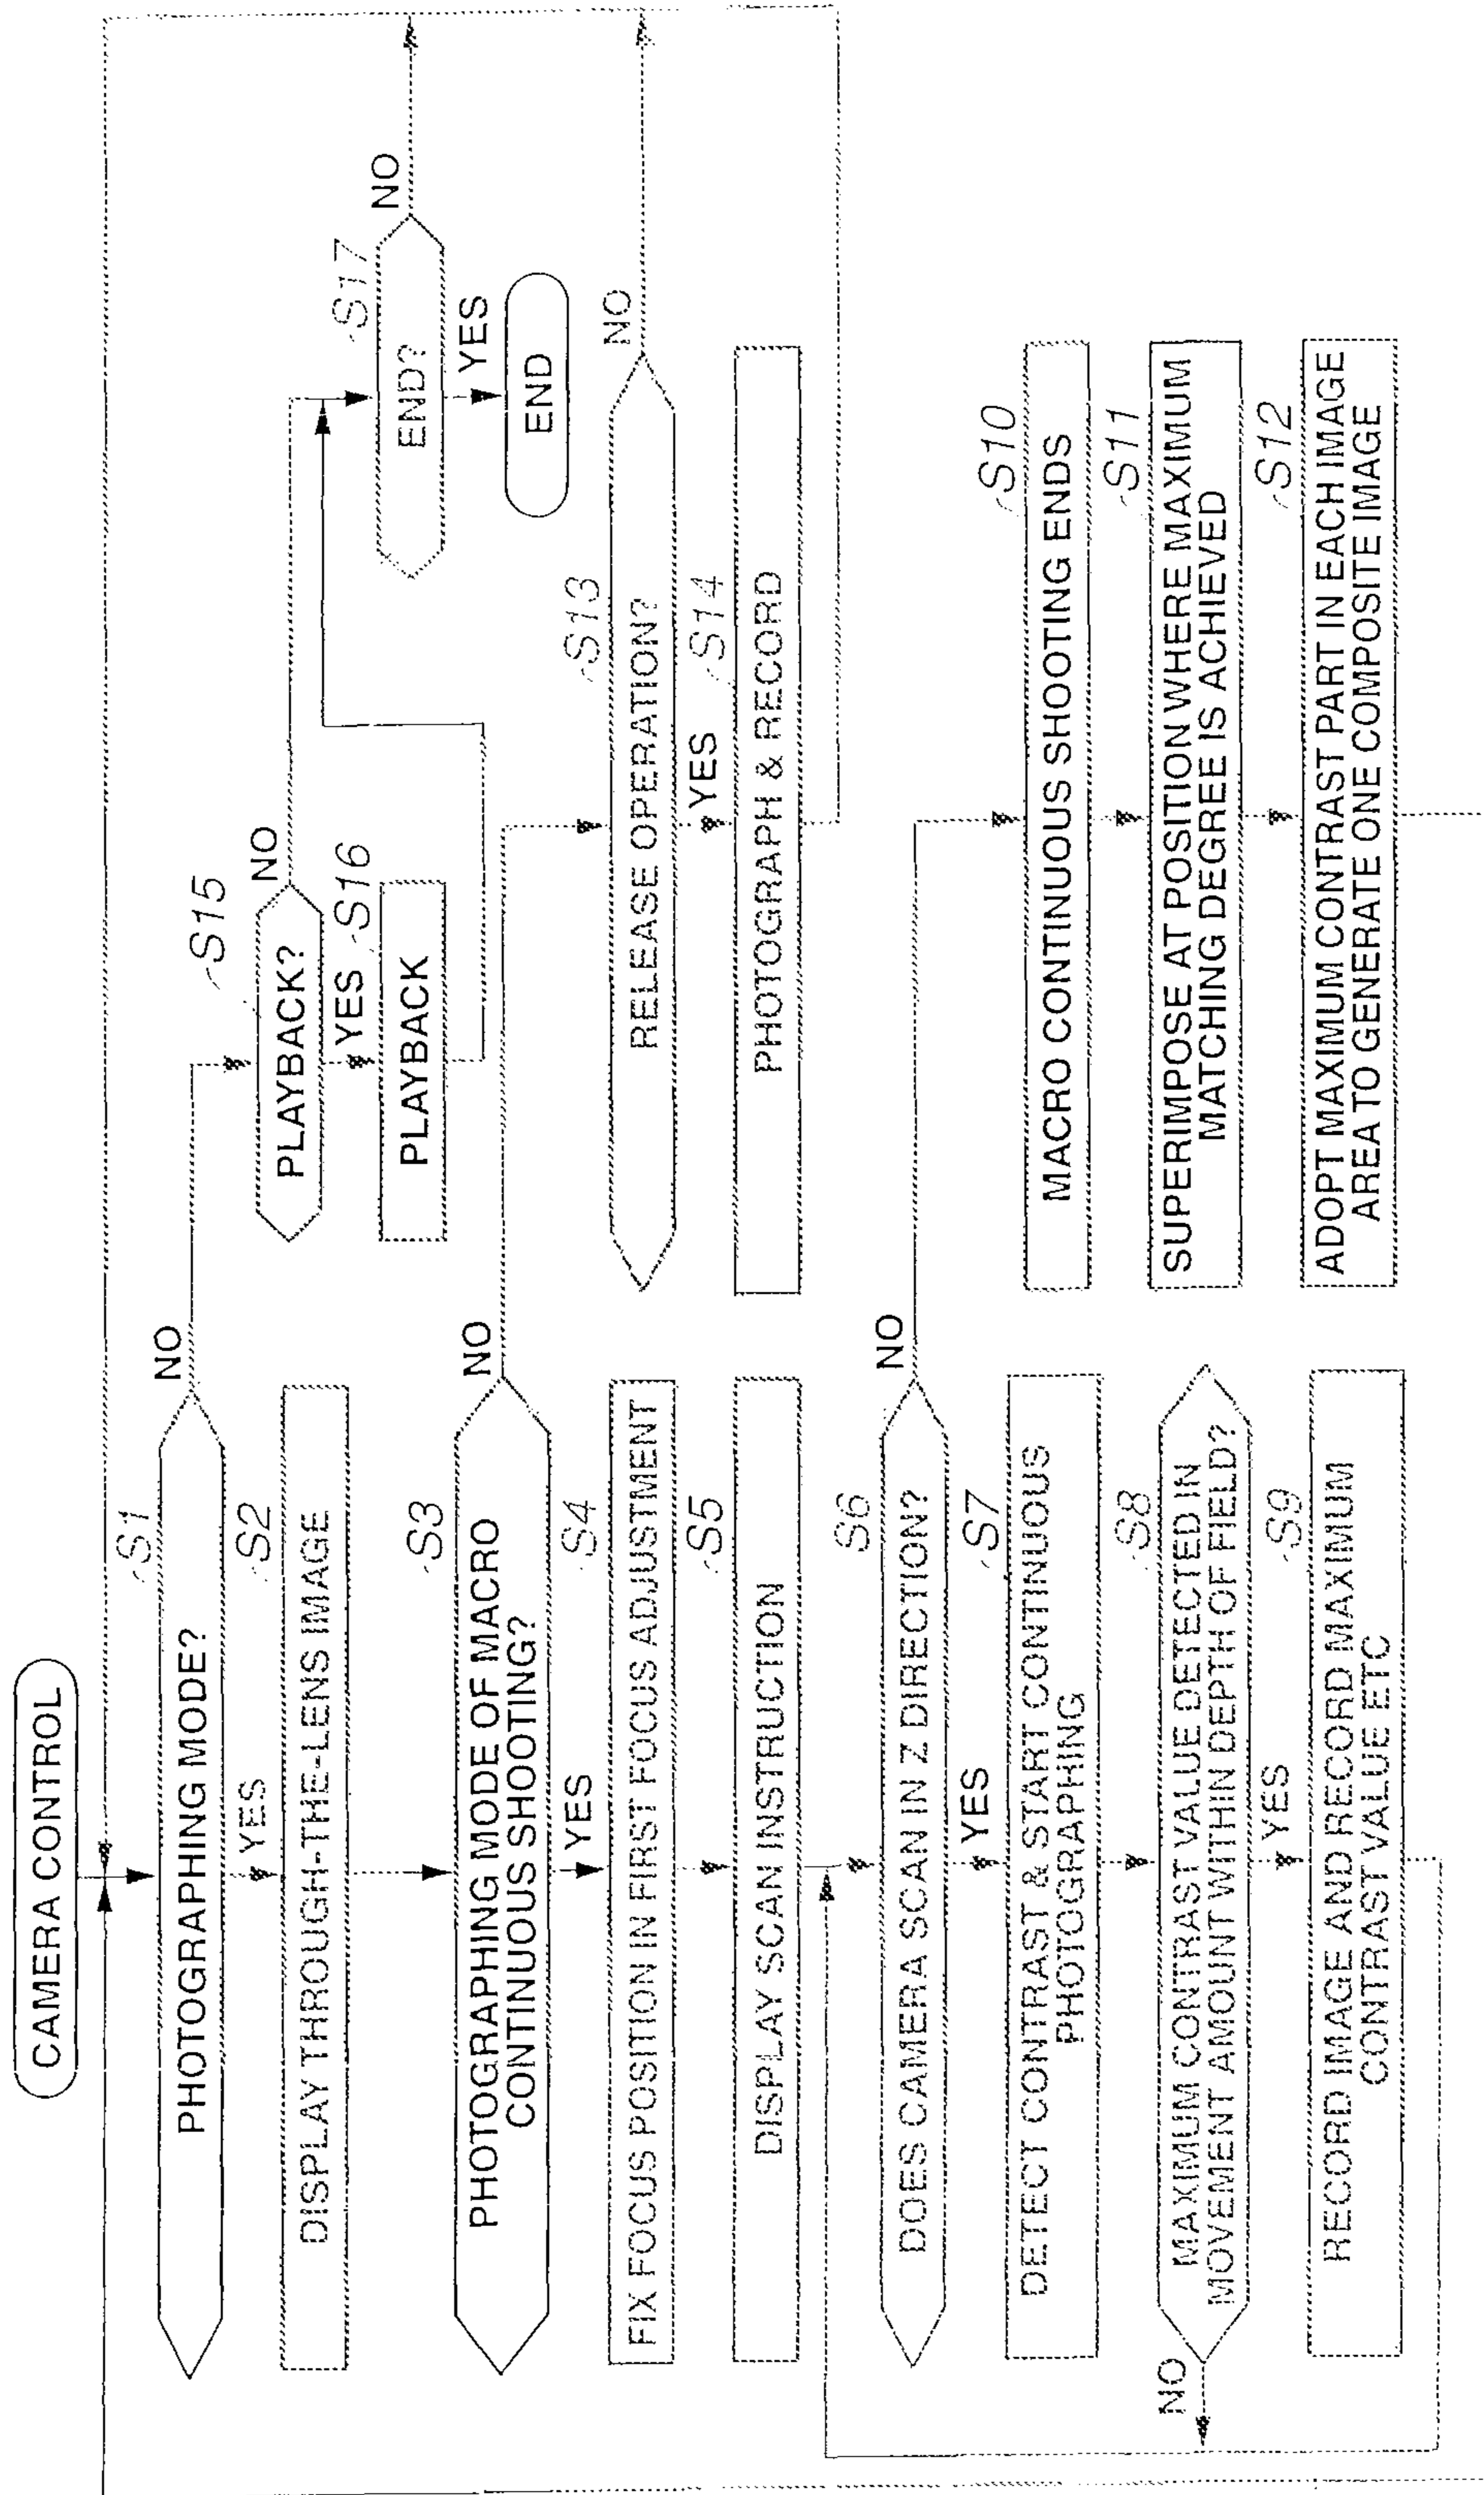 CAMERA CONTROL
S1
PHOTOGRAPHING MODE?
NO
YES
S2
DISPLAY THROUGH-THE-LENS IMAGE
S3
PHOTOGRAPHING MODE OF MACRO
CONTINUOUS SHOOTING?
NO
YES
S4
FIX FOCUS POSITION IN FIRST FOCUS ADJUSTMENT
S5
DISPLAY SCAN INSTRUCTION
S6
DOES CAMERA SCAN IN Z DIRECTION?
NO
YES
S7
DETECT CONTRAST & START CONTINUOUS
PHOTOGRAPHING
S8
MAXIMUM CONTRAST VALUE DETECTED IN
MOVEMENT AMOUNT WITHIN DEPTH OF FIELD?
NO
YES
S9
RECORD IMAGE AND RECORD MAXIMUM
CONTRAST VALUE ETC
S15
PLAYBACK?
NO
YES
S16
PLAYBACK
S17
END?
NO
YES
END
S13
RELEASE OPERATION?
NO
YES
S14
PHOTOGRAPH & RECORD
S10
MACRO CONTINUOUS SHOOTING ENDS
S11
SUPERIMPOSE AT POSITION WHERE MAXIMUM
MATCHING DEGREE IS ACHIEVED
S12
ADOPT MAXIMUM CONTRAST PART IN EACH IMAGE
AREA TO GENERATE ONE COMPOSITE IMAGE